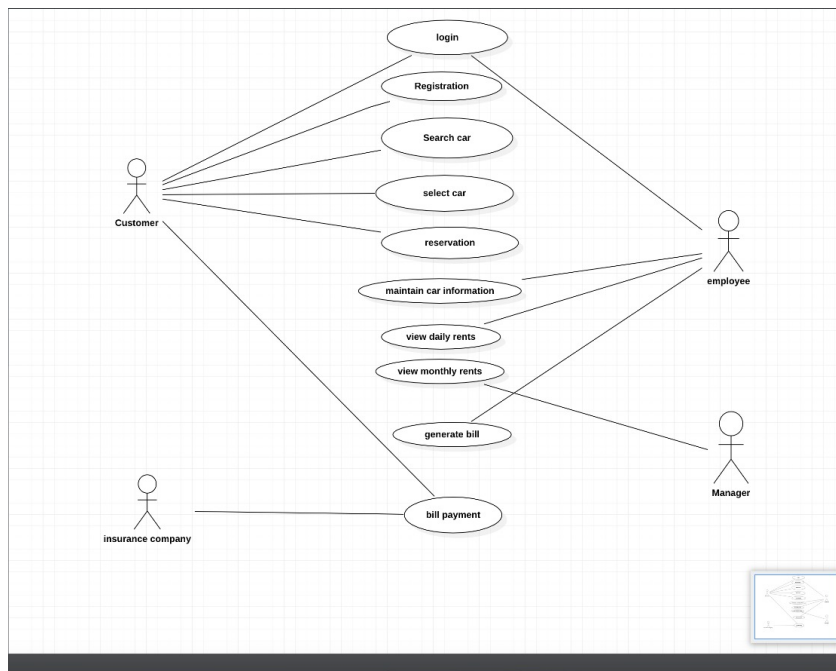 login
Registration
Search car
select car
Customer
reservation
employee
maintain car information
view daily rents
view monthly rents
generate bill
Manager
bill payment
insurance company